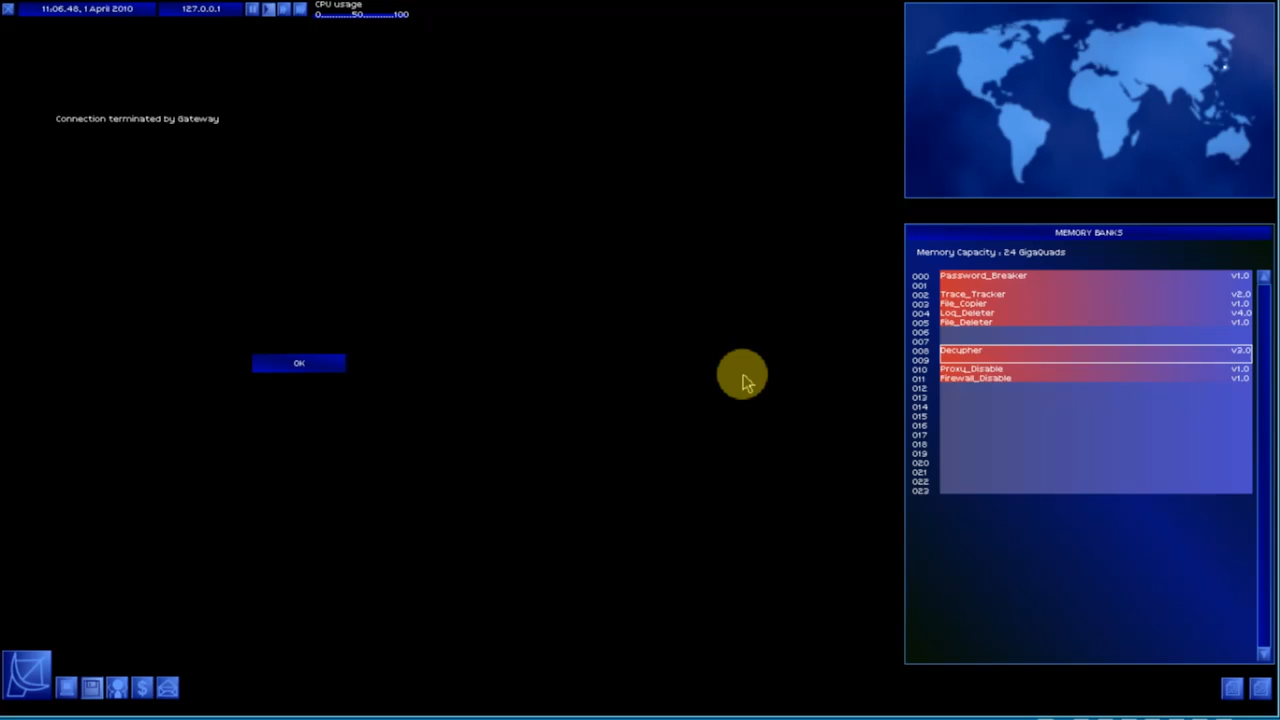 11:06.48, 1 April 2010
127.0.0.1
CPU usage
0..........50..........100
Connection terminated by Gateway
OK
MEMORY BANKS
Memory Capacity : 24 GigaQuads
000 Password_Breaker v1.0
001
002 Trace_Tracker v2.0
003 File_Copier v1.0
004 Log_Deleter v4.0
005 File_Deleter v1.0
006
007
008 Decypher v3.0
009
010 Proxy_Disable v1.0
011 Firewall_Disable v1.0
012
013
014
015
016
017
018
019
020
021
022
023
$